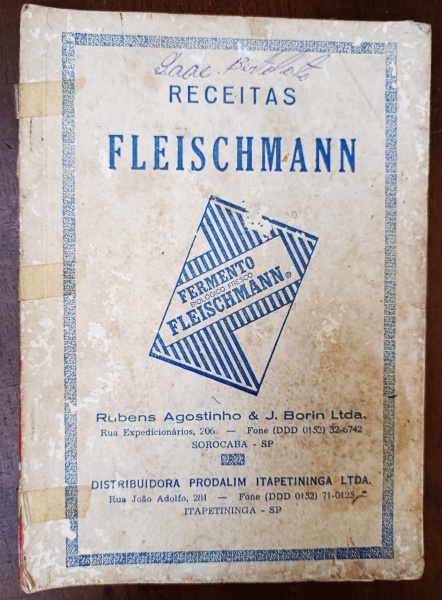 RECEITAS
FLEISCHMANN
FERMENTO
BIOLÓGICO FRESCO
FLEISCHMANN®
Rubens Agostinho & J. Borin Ltda.
Rua Expedicionários, 206 — Fone (DDD 0152) 32-6742
SOROCABA - SP
DISTRIBUIDORA PRODALIM ITAPETININGA LTDA.
Rua João Adolfo, 281 — Fone (DDD 0152) 71-0125
ITAPETININGA - SP